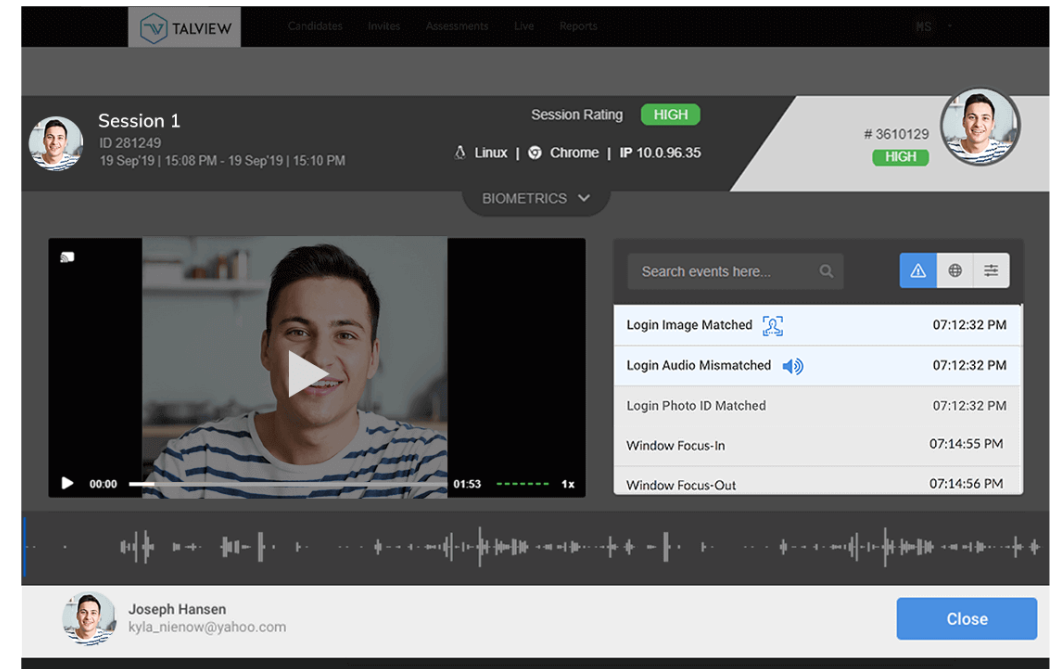 TALVIEW
Candidates Invites Assessments Live Reports MS
Session 1
ID 281249
19 Sep'19 | 15:08 PM - 19 Sep'19 | 15:10 PM
Session Rating HIGH
Linux | Chrome | IP 10.0.96.35
# 3610129
HIGH
BIOMETRICS
Search events here...
Login Image Matched 07:12:32 PM
Login Audio Mismatched 07:12:32 PM
Login Photo ID Matched 07:12:32 PM
Window Focus-In 07:14:55 PM
Window Focus-Out 07:14:56 PM
00:00 01:53 1x
Joseph Hansen
kyla_nienow@yahoo.com
Close